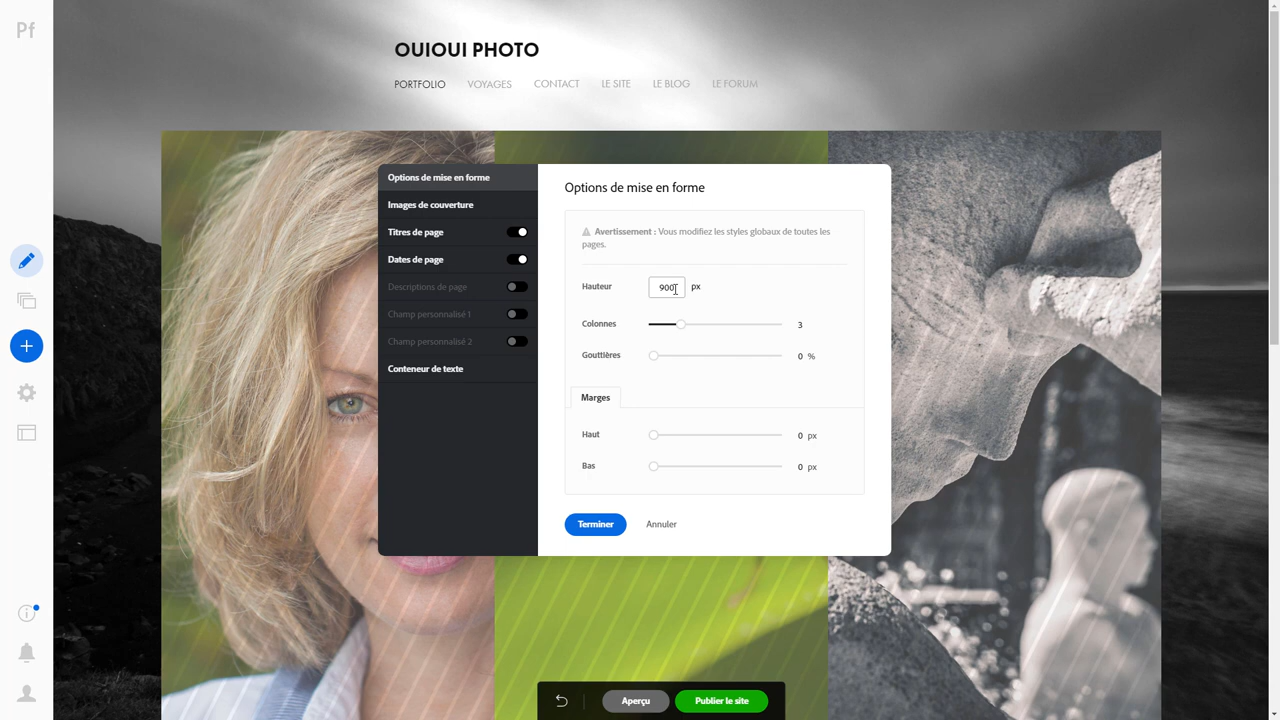 Pf
OUIOUI PHOTO
PORTFOLIO VOYAGES CONTACT LE SITE LE BLOG LE FORUM
Options de mise en forme
Images de couverture
Titres de page
Dates de page
Descriptions de page
Champ personnalisé 1
Champ personnalisé 2
Conteneur de texte
Options de mise en forme
Avertissement : Vous modifiez les styles globaux de toutes les
pages.
Hauteur 900 px
Colonnes 3
Gouttières 0 %
Marges
Haut 0 px
Bas 0 px
Terminer Annuler
Aperçu Publier le site